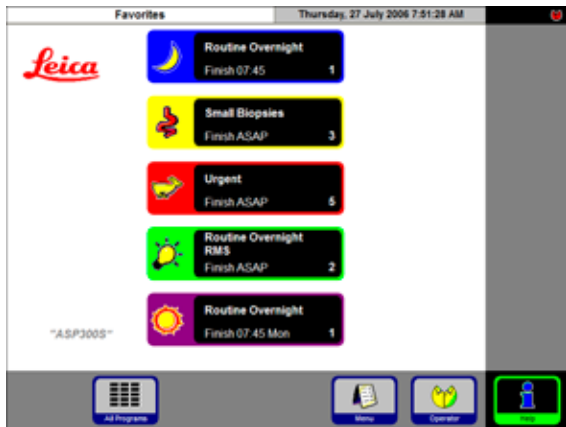 Favorites
Thursday, 27 July 2006 7:51:28 AM
Leica
Routine Overnight
Finish 07:45 1
Small Biopsies
Finish ASAP 3
Urgent
Finish ASAP 5
Routine Overnight
RMS
Finish ASAP 2
Routine Overnight
Finish 07:45 Mon 1
"ASP300S"
All Programs
Menu
Operator
Help